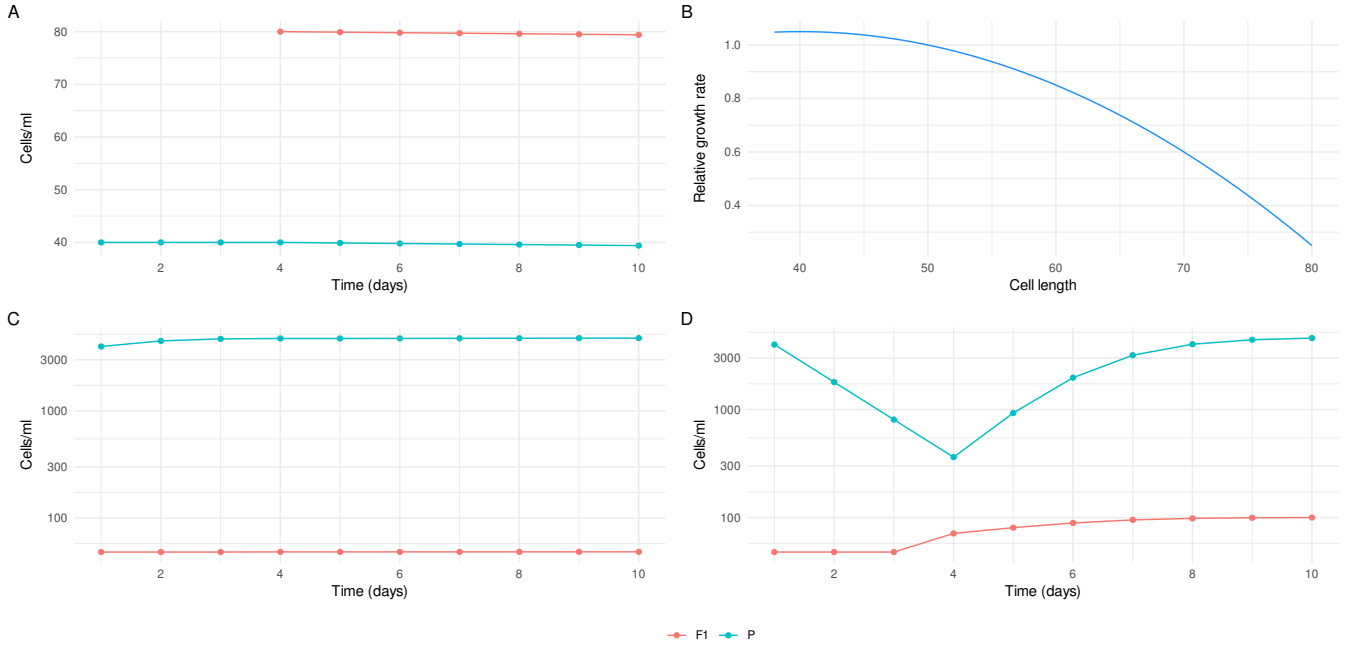 A
Cells/ml
80
70
60
50
40
2 4 6 8 10
Time (days)
B
Relative growth rate
1.0
0.8
0.6
0.4
40 50 60 70 80
Cell length
C
Cells/ml
3000
1000
300
100
2 4 6 8 10
Time (days)
D
Cells/ml
3000
1000
300
100
2 4 6 8 10
Time (days)
F1 P